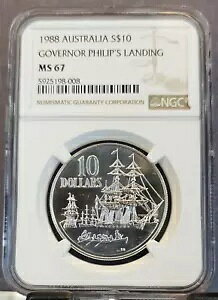 1988 AUSTRALIA S$10
GOVERNOR PHILIP'S LANDING
MS 67
5925198-008
NUMISMATIC GUARANTY CORPORATION
NGC
10
DOLLARS